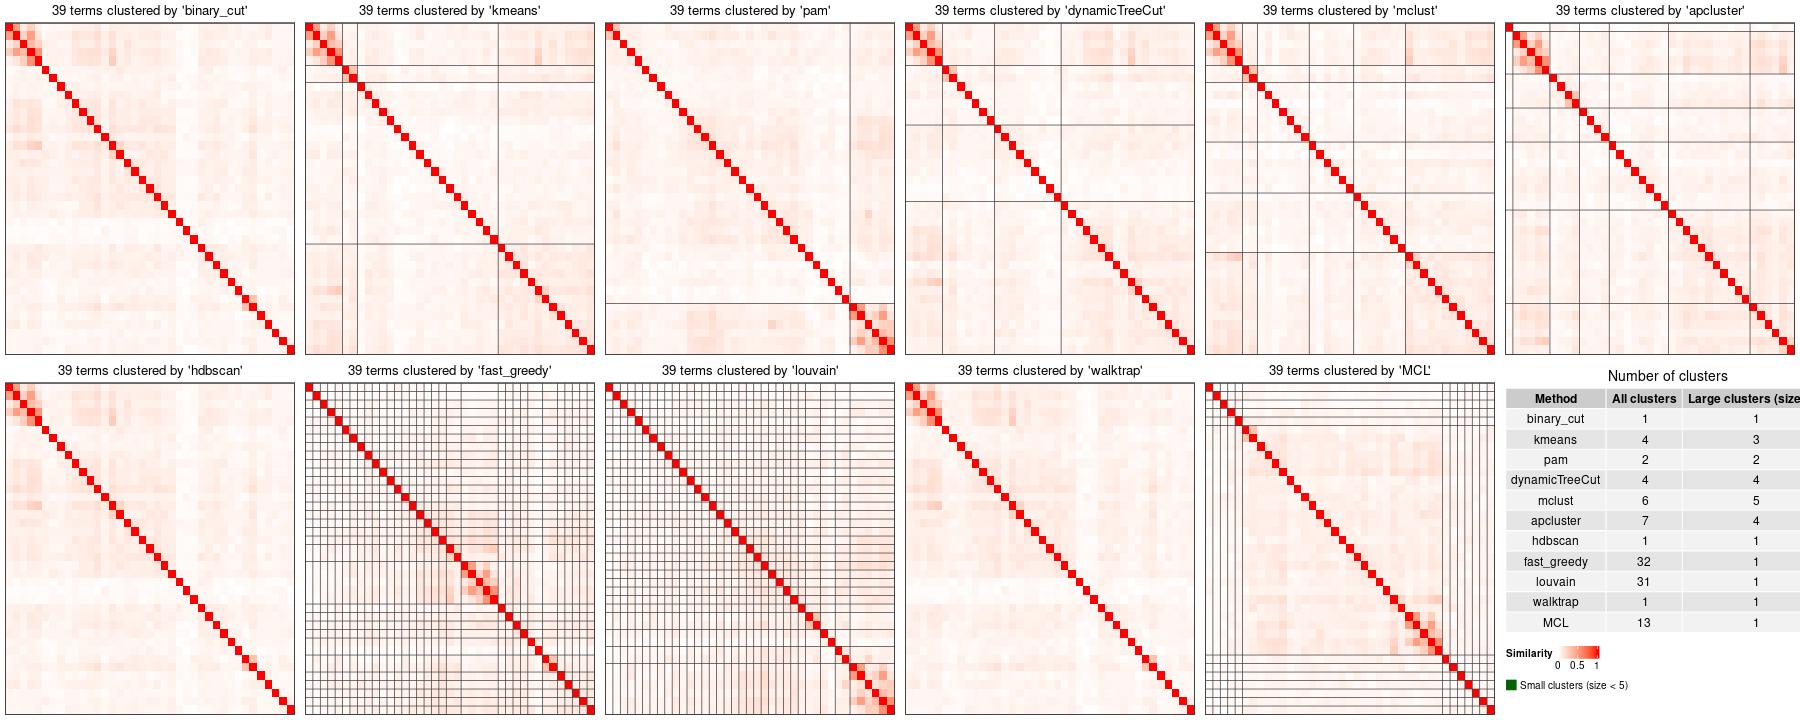 39 terms clustered by 'binary_cut'
39 terms clustered by 'kmeans'
39 terms clustered by 'pam'
39 terms clustered by 'dynamicTreeCut'
39 terms clustered by 'mclust'
39 terms clustered by 'apcluster'
39 terms clustered by 'hdbscan'
39 terms clustered by 'fast_greedy'
39 terms clustered by 'louvain'
39 terms clustered by 'walktrap'
39 terms clustered by 'MCL'
Number of clusters
Method All clusters Large clusters (size
binary_cut 1 1
kmeans 4 3
pam 2 2
dynamicTreeCut 4 4
mclust 6 5
apcluster 7 4
hdbscan 1 1
fast_greedy 32 1
louvain 31 1
walktrap 1 1
MCL 13 1
Similarity
0 0.5 1
Small clusters (size < 5)